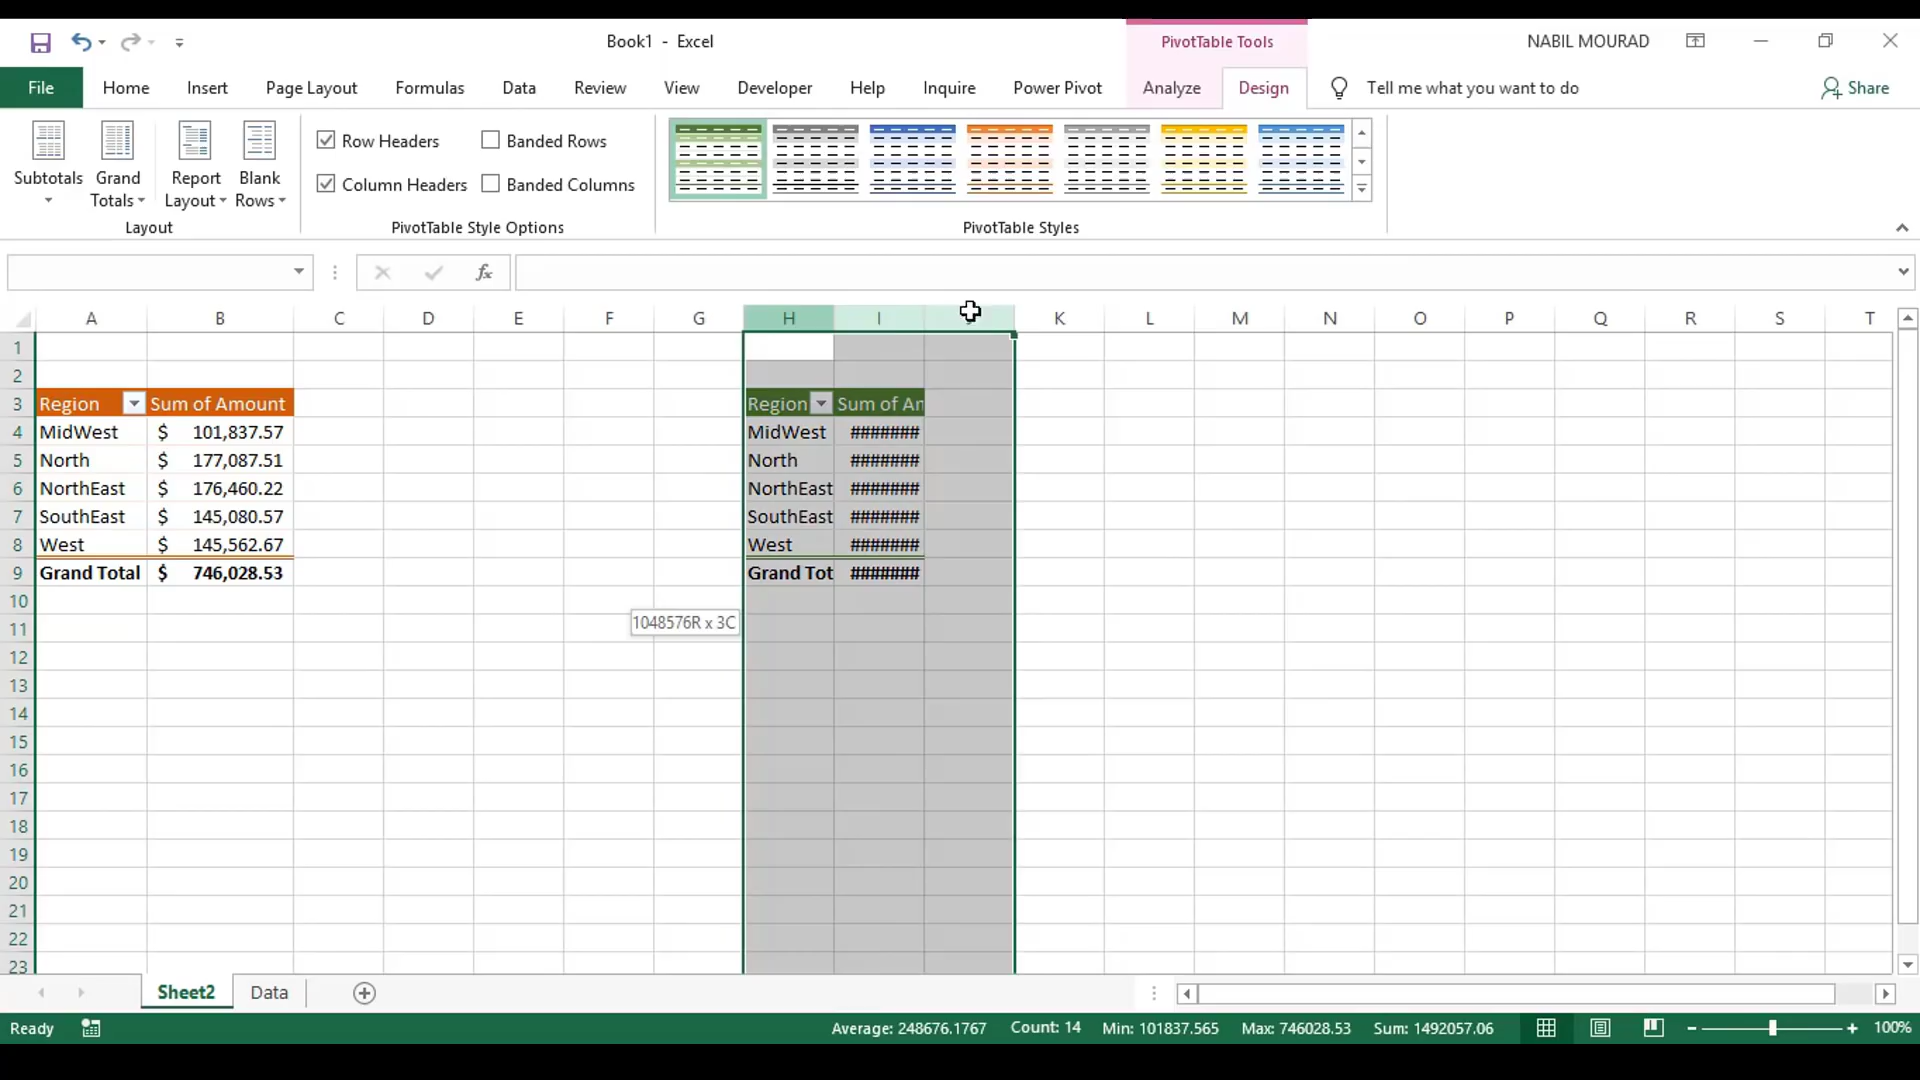 Book1 - Excel
PivotTable Tools
NABIL MOURAD
File Home Insert Page Layout Formulas Data Review View Developer Help Inquire Power Pivot Analyze Design Tell me what you want to do Share
Row Headers Banded Rows
Subtotals Grand Totals Report Layout Blank Rows
Column Headers Banded Columns
Layout PivotTable Style Options PivotTable Styles
fx
A B C D E F G H I K L M N O P Q R S T
1
2
3 Region Sum of Amount Region Sum of An
4 MidWest $ 101,837.57 MidWest #######
5 North $ 177,087.51 North #######
6 NorthEast $ 176,460.22 NorthEast #######
7 SouthEast $ 145,080.57 SouthEast #######
8 West $ 145,562.67 West #######
9 Grand Total $ 746,028.53 Grand Tot #######
10
11 1048576R x 3C
12
13
14
15
16
17
18
19
20
21
22
23
Sheet2 Data
Ready Average: 248676.1767 Count: 14 Min: 101837.565 Max: 746028.53 Sum: 1492057.06 100%